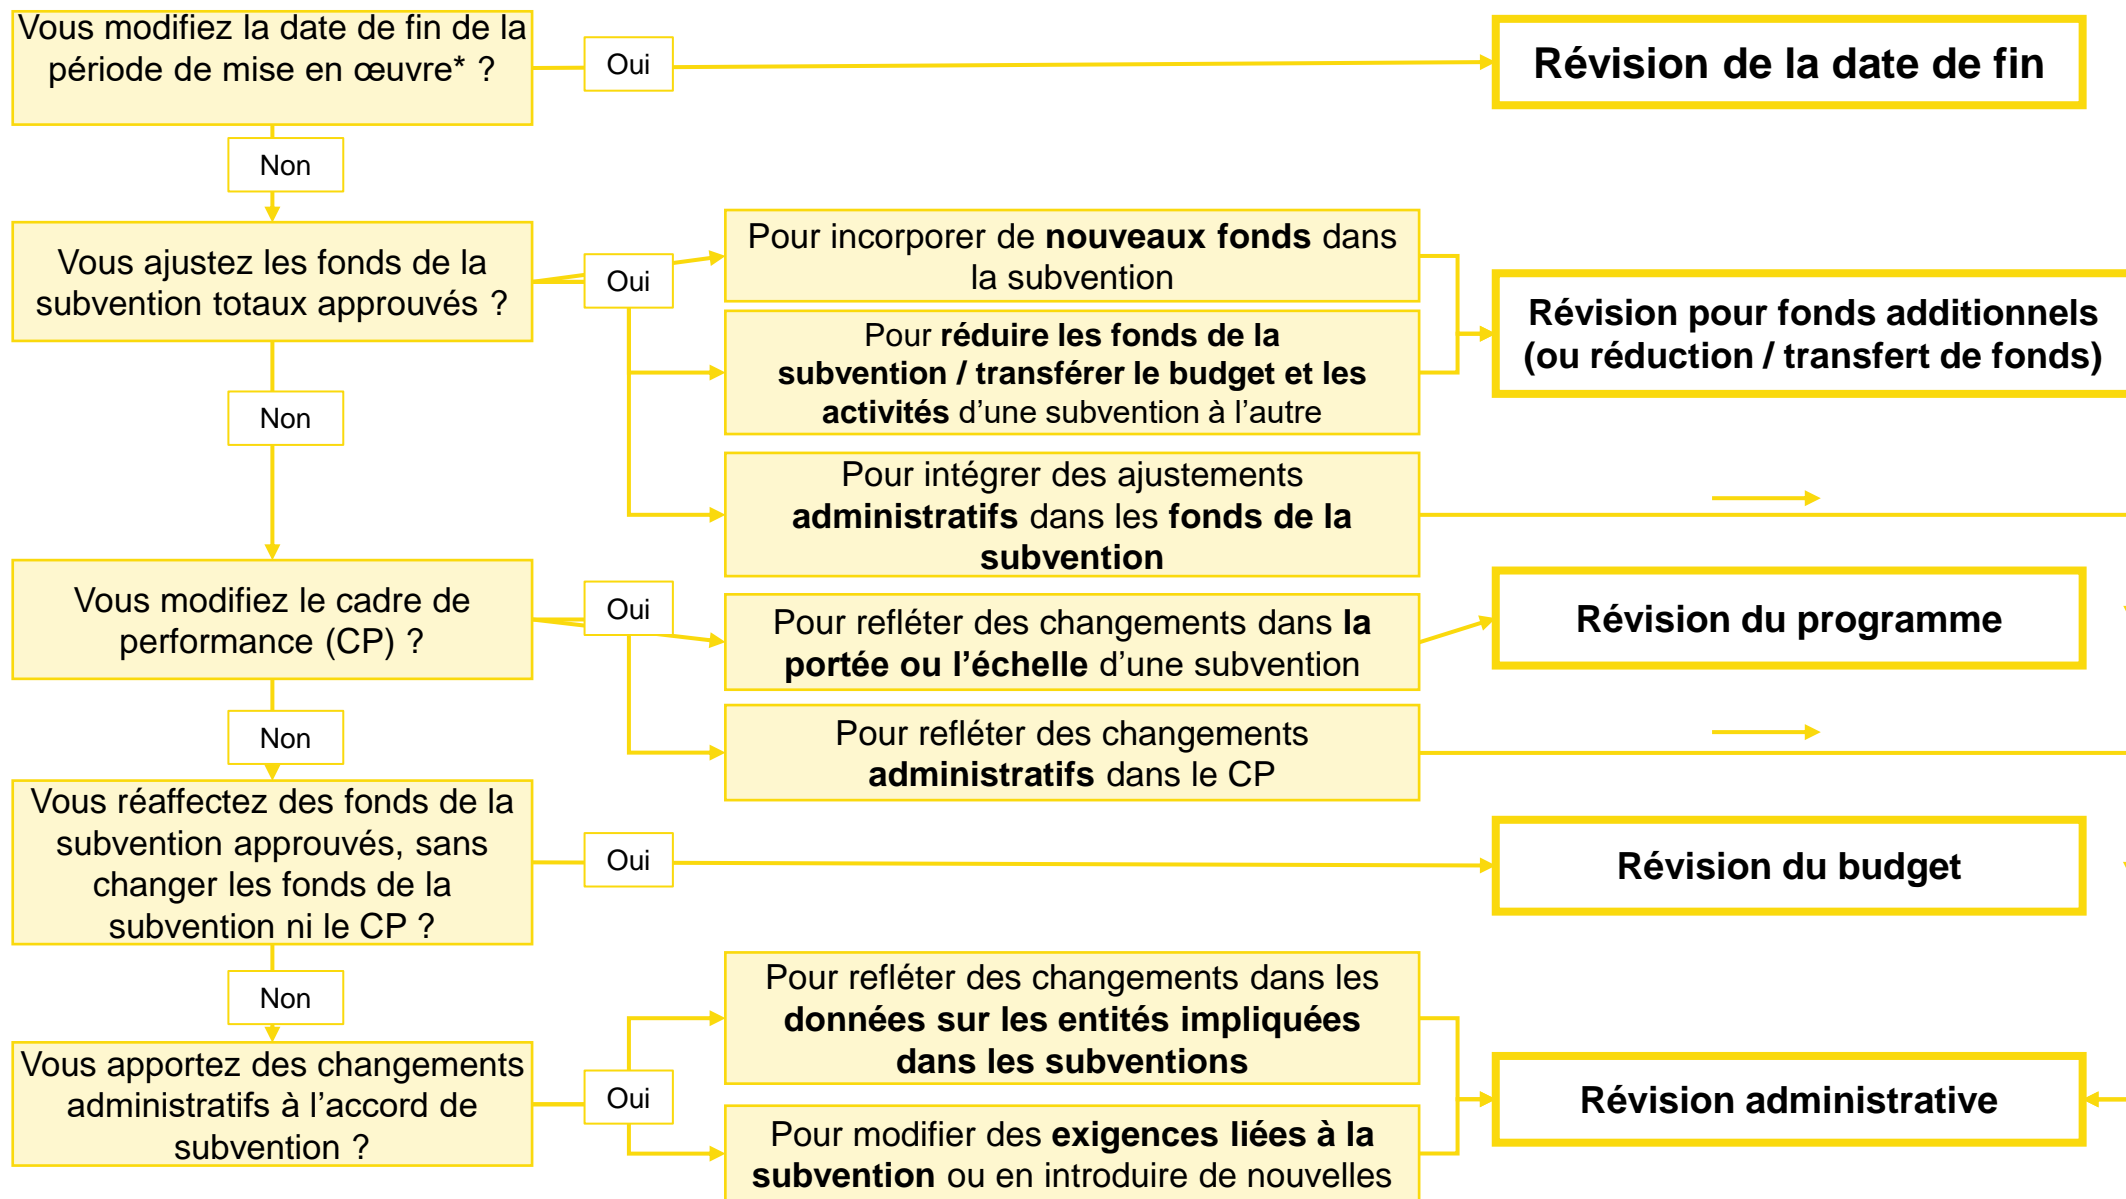 Vous modifiez la date de fin de la
période de mise en œuvre* ?
Oui
Révision de la date de fin
Non
Vous ajustez les fonds de la
subvention totaux approuvés ?
Oui
Pour incorporer de nouveaux fonds dans
la subvention
Pour réduire les fonds de la
subvention / transférer le budget et les
activités d’une subvention à l’autre
Révision pour fonds additionnels
(ou réduction / transfert de fonds)
Non
Pour intégrer des ajustements
administratifs dans les fonds de la
subvention
Vous modifiez le cadre de
performance (CP) ?
Oui
Pour refléter des changements dans la
portée ou l’échelle d’une subvention
Révision du programme
Non
Pour refléter des changements
administratifs dans le CP
Vous réaffectez des fonds de la
subvention approuvés, sans
changer les fonds de la
subvention ni le CP ?
Oui
Révision du budget
Non
Pour refléter des changements dans les
données sur les entités impliquées
dans les subventions
Vous apportez des changements
administratifs à l’accord de
subvention ?
Oui
Pour modifier des exigences liées à la
subvention ou en introduire de nouvelles
Révision administrative